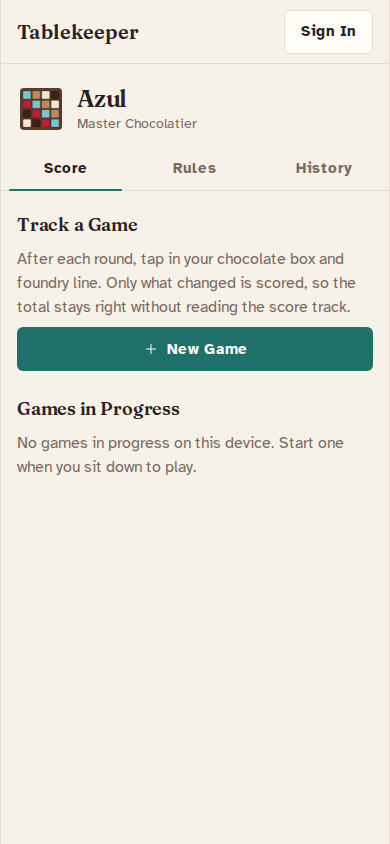 Tablekeeper
Sign In
Azul
Master Chocolatier
Score
Rules
History
Track a Game
After each round, tap in your chocolate box and
foundry line. Only what changed is scored, so the
total stays right without reading the score track.
+ New Game
Games in Progress
No games in progress on this device. Start one
when you sit down to play.